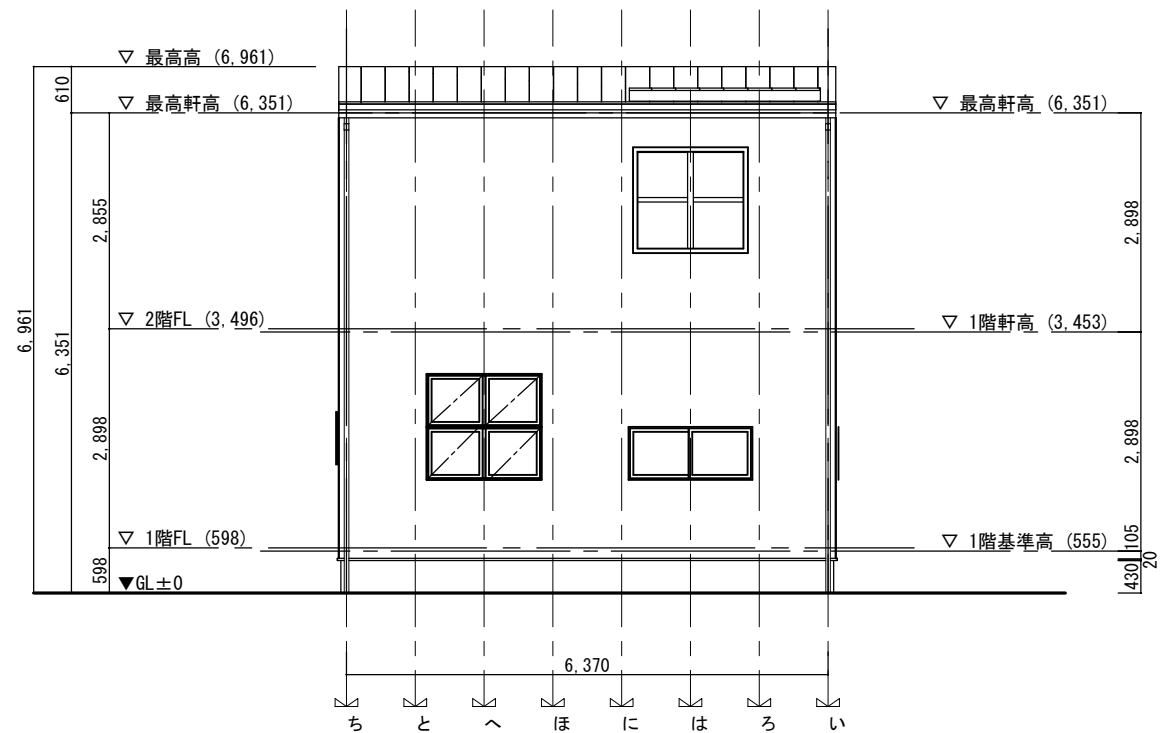 ▽ 最高高 (6,961)
610
▽ 最高軒高 (6,351)
▽ 最高軒高 (6,351)
2,855
2,898
▽ 2階FL (3,496)
▽ 1階軒高 (3,453)
6,961
6,351
2,898
2,898
▽ 1階FL (598)
▽ 1階基準高 (555)
105
20
598
430
▼GL±0
6,370
ち と へ ほ に は ろ い